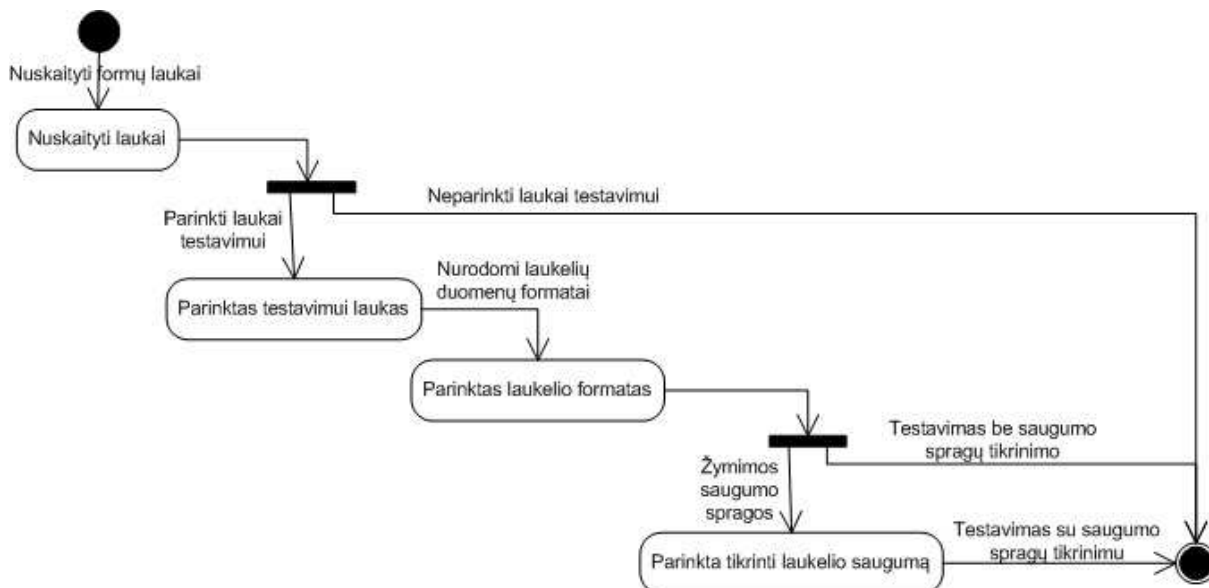 Nuskaityti formų laukai
Nuskaityti laukai
Neparinkti laukai testavimui
Parinkti laukai
testavimui
Nurodomi laukelių
duomenų formatai
Parinktas testavimui laukas
Parinktas laukelio formatas
Testavimas be saugumo
spragų tikrinimo
Žymimos
saugumo
spragos
Testavimas su saugumo
spragų tikrinimu
Parinkta tikrinti laukelio saugumą